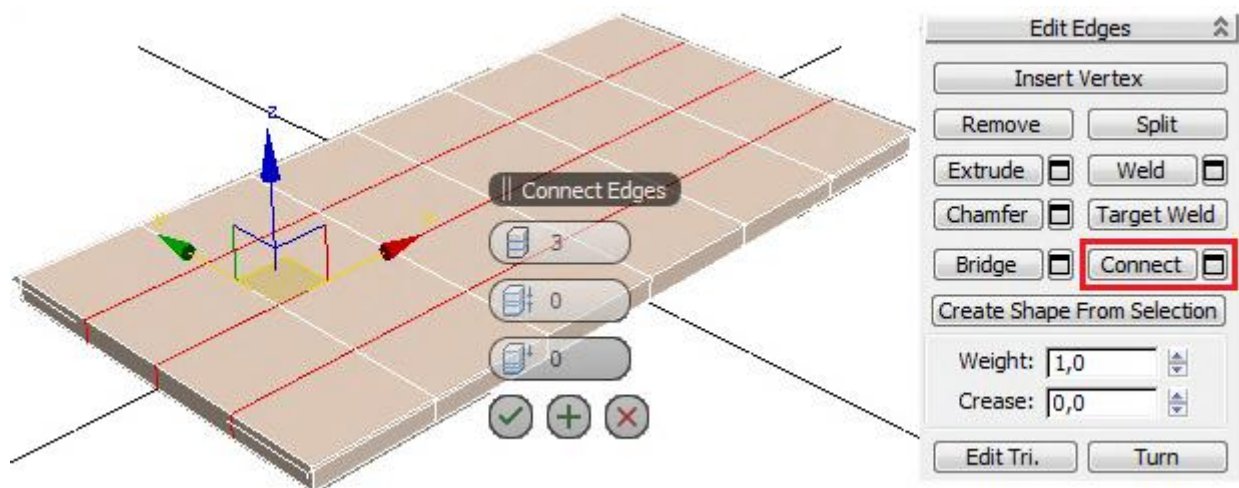 z
Connect Edges
3
0
0
Edit Edges
Insert Vertex
Remove Split
Extrude Weld
Chamfer Target Weld
Bridge Connect
Create Shape From Selection
Weight: 1,0
Crease: 0,0
Edit Tri. Turn